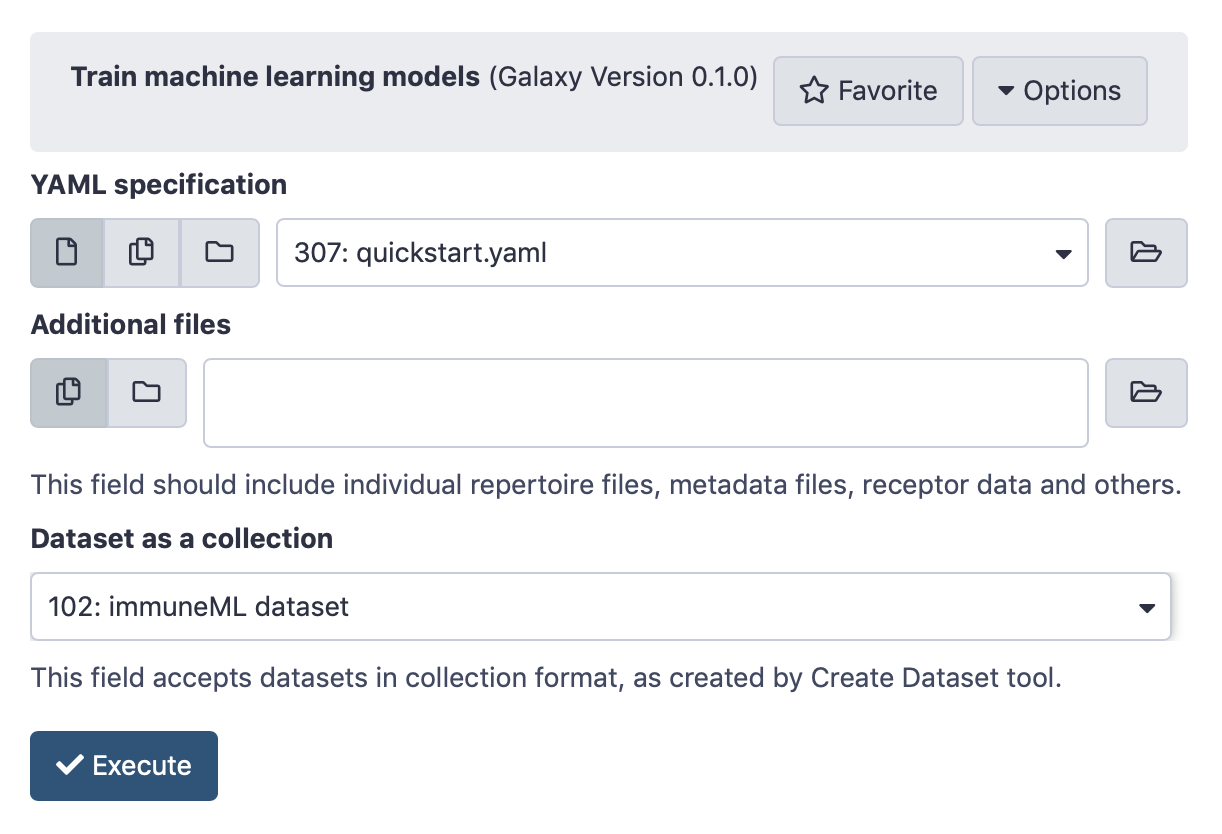 Train machine learning models (Galaxy Version 0.1.0)
Favorite
Options
YAML specification
307: quickstart.yaml
Additional files
This field should include individual repertoire files, metadata files, receptor data and others.
Dataset as a collection
102: immuneML dataset
This field accepts datasets in collection format, as created by Create Dataset tool.
Execute